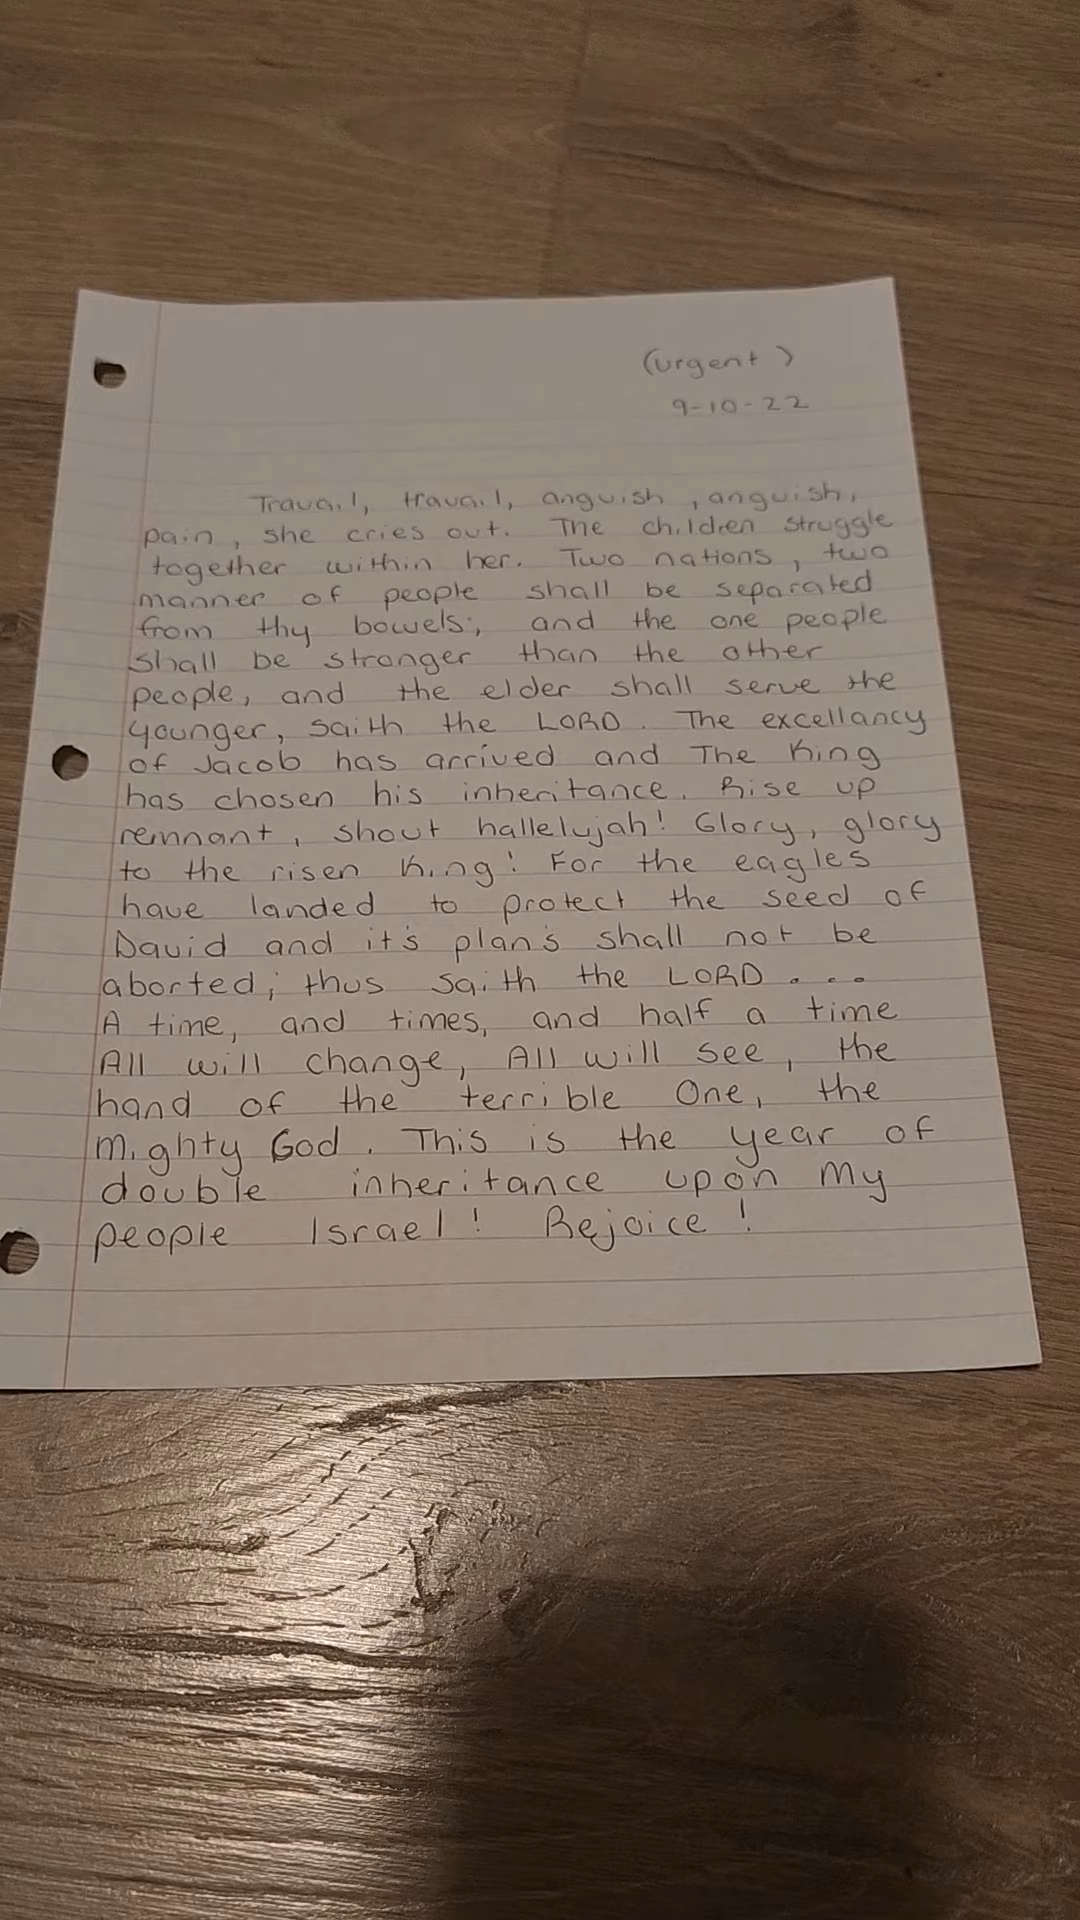 (urgent)
9-10-22
Travail, travail, anguish, anguish,
pain, she cries out. The children struggle
together within her. Two nations, two
manner of people shall be separated
from thy bowels; and the one people
shall be stronger than the other
people, and the elder shall serve the
younger, saith the LORD. The excellancy
of Jacob has arrived and The King
has chosen his inheritance. Rise up
remnant, shout hallelujah! Glory, glory
to the risen King! For the eagles
have landed to protect the seed of
David and it's plan's shall not be
aborted; thus saith the LORD....
A time, and times, and half a time
All will change, All will see, the
hand of the terrible One, the
mighty God. This is the year of
double inheritance upon My
people Israel! Rejoice!